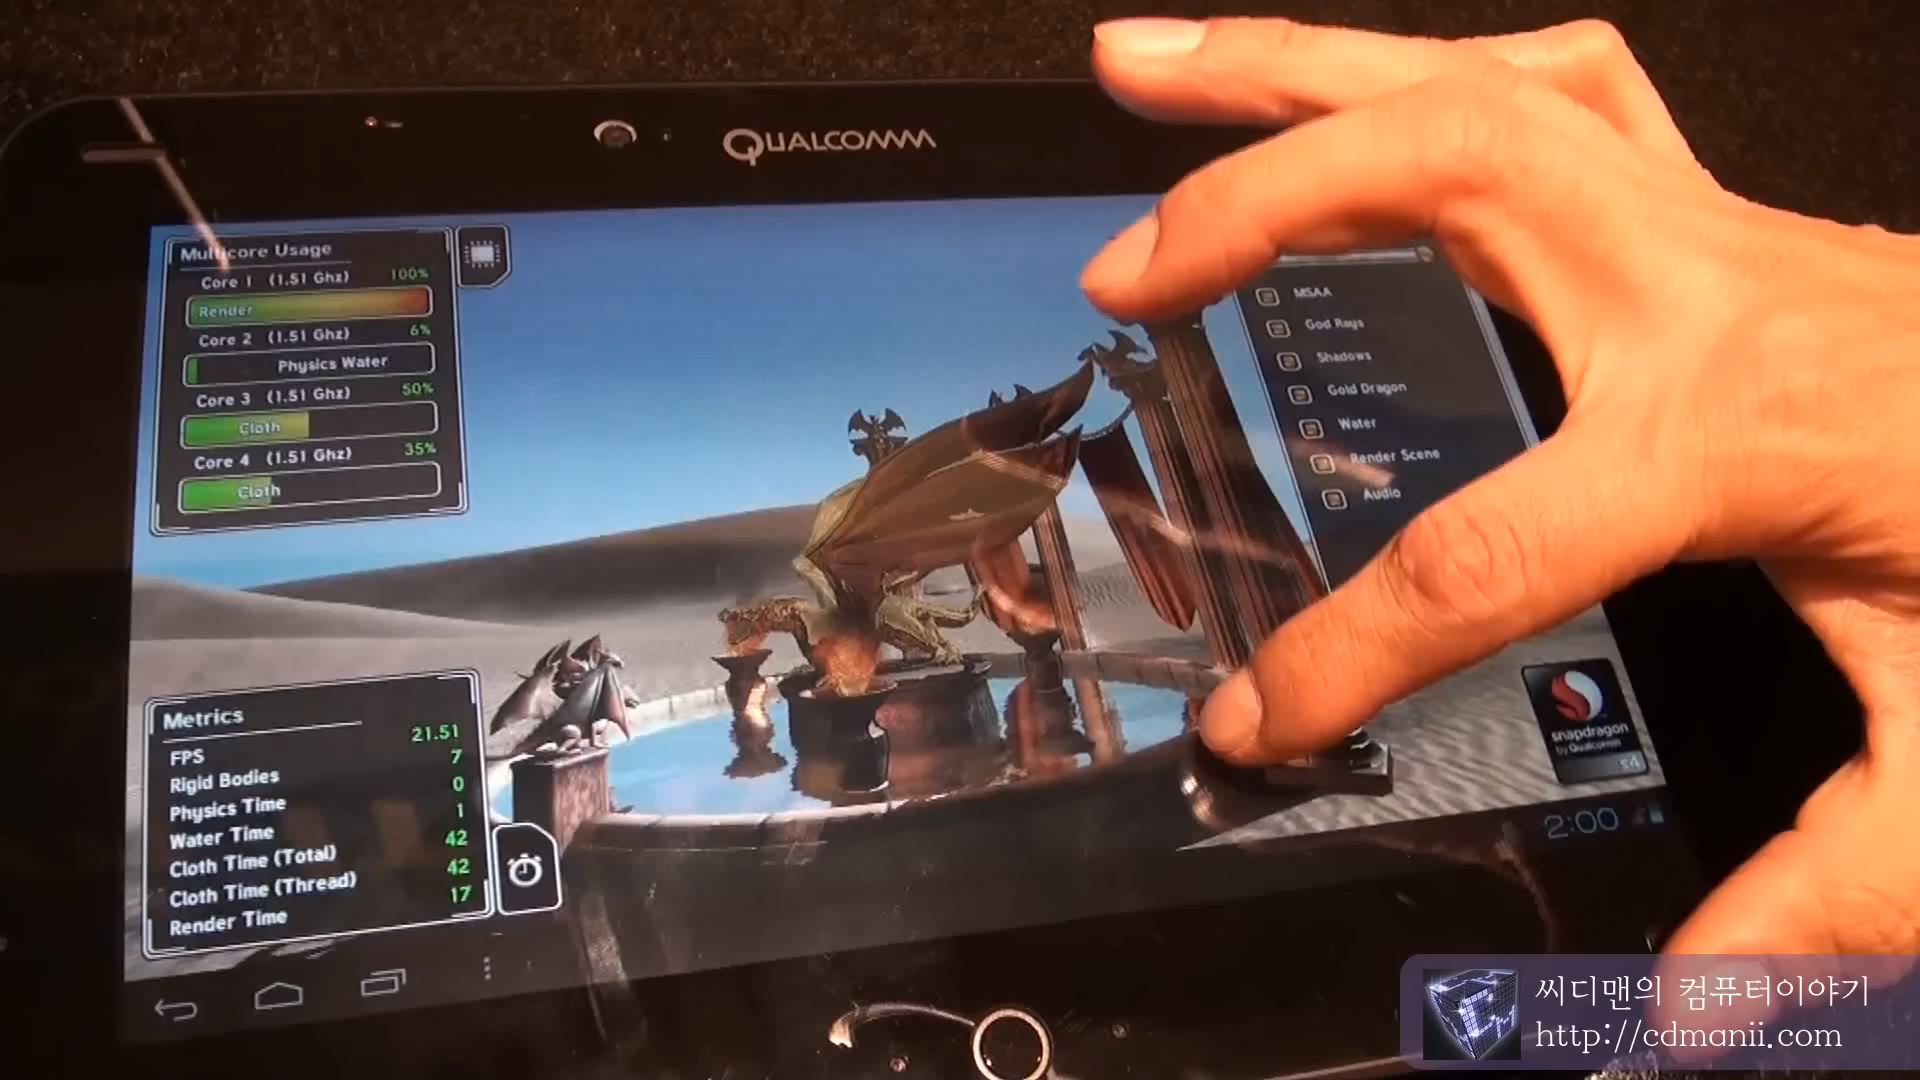 QUALCOMM
Multicore Usage
Core 1 (1.51 Ghz) 100%
Render
Core 2 (1.51 Ghz) 6%
Physics Water
Core 3 (1.51 Ghz) 50%
Cloth
Core 4 (1.51 Ghz) 35%
Cloth
MSAA
God Rays
Shadows
Gold Dragon
Water
Render Scene
Audio
Metrics
FPS 21.51
Rigid Bodies 7
Physics Time 0
Water Time 1
Cloth Time (Total) 42
Cloth Time (Thread) 42
Render Time 17
snapdragon
by Qualcomm
S4
2:00
씨디맨의 컴퓨터이야기
http://cdmanii.com